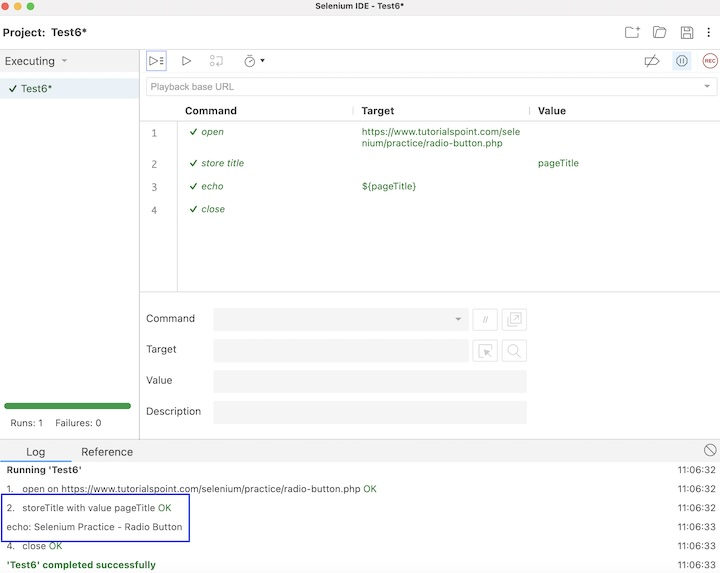 Selenium IDE - Test6*
Project: Test6*
Executing
Test6*
Playback base URL
REC
Command Target Value
1 open https://www.tutorialspoint.com/sele
nium/practice/radio-button.php
2 store title pageTitle
3 echo ${pageTitle}
4 close
Command //
Target
Value
Description
Runs: 1 Failures: 0
Log Reference
Running 'Test6' 11:06:32
1. open on https://www.tutorialspoint.com/selenium/practice/radio-button.php OK 11:06:32
2. storeTitle with value pageTitle OK 11:06:32
echo: Selenium Practice - Radio Button 11:06:33
4. close OK 11:06:33
'Test6' completed successfully 11:06:33